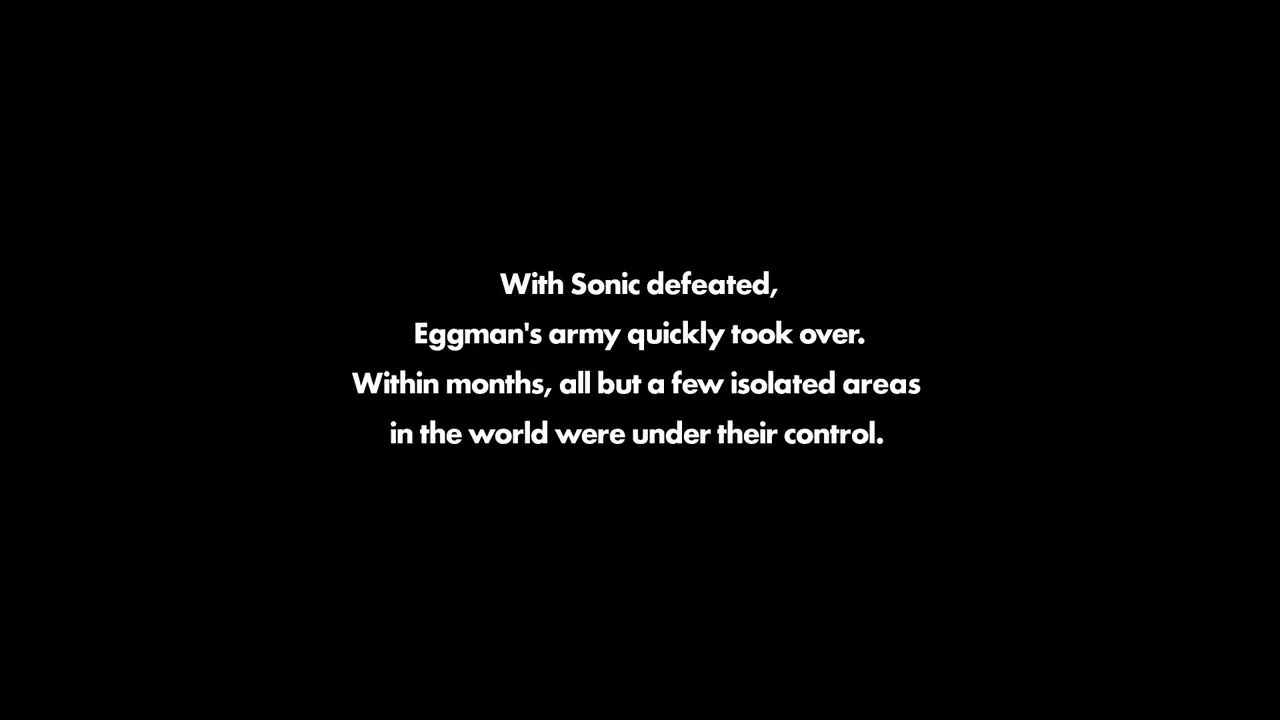 With Sonic defeated,
Eggman's army quickly took over.
Within months, all but a few isolated areas
in the world were under their control.